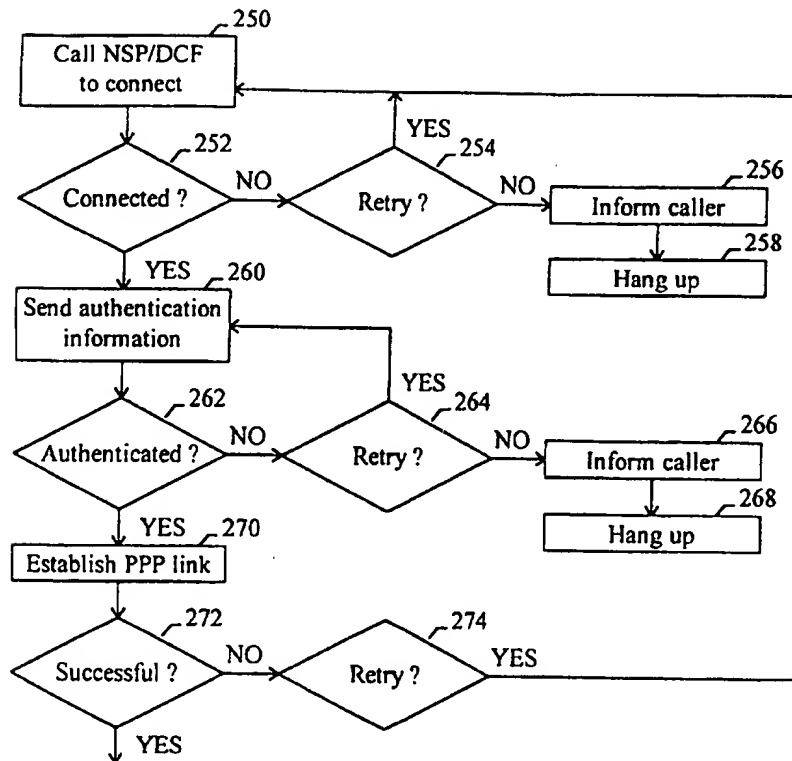 250
Call NSP/DCF
to connect
YES
252
254
256
Connected ?
NO
Retry ?
NO
Inform caller
258
YES
260
Hang up
Send authentication
information
YES
262
264
266
Authenticated ?
NO
Retry ?
NO
Inform caller
268
YES
270
Hang up
Establish PPP link
272
274
Successful ?
NO
Retry ?
YES
YES